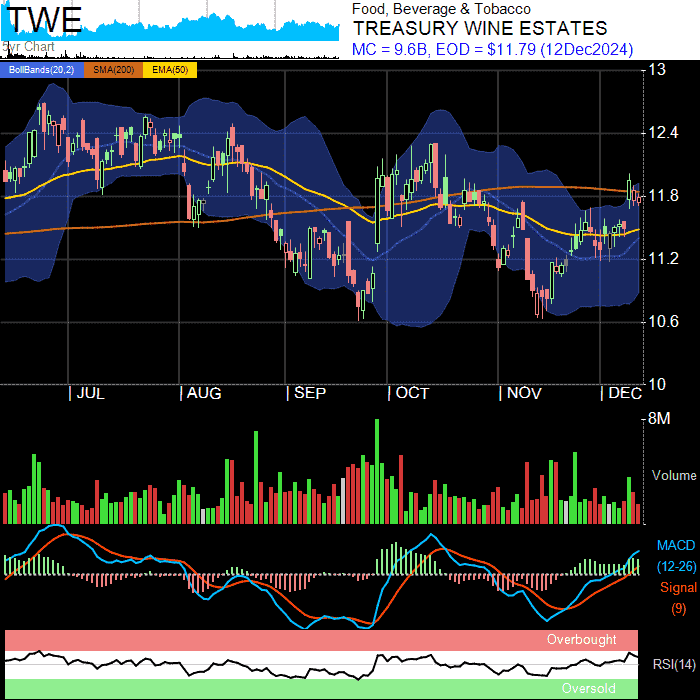 TWE
5yr Chart
Food, Beverage & Tobacco
TREASURY WINE ESTATES
MC = 9.6B, EOD = $11.79 (12Dec2024)
BollBands(20,2) SMA(200) EMA(50)
13
12.4
11.8
11.2
10.6
10
JUL AUG SEP OCT NOV DEC
8M
Volume
MACD
(12-26)
Signal
(9)
Overbought
RSI(14)
Oversold